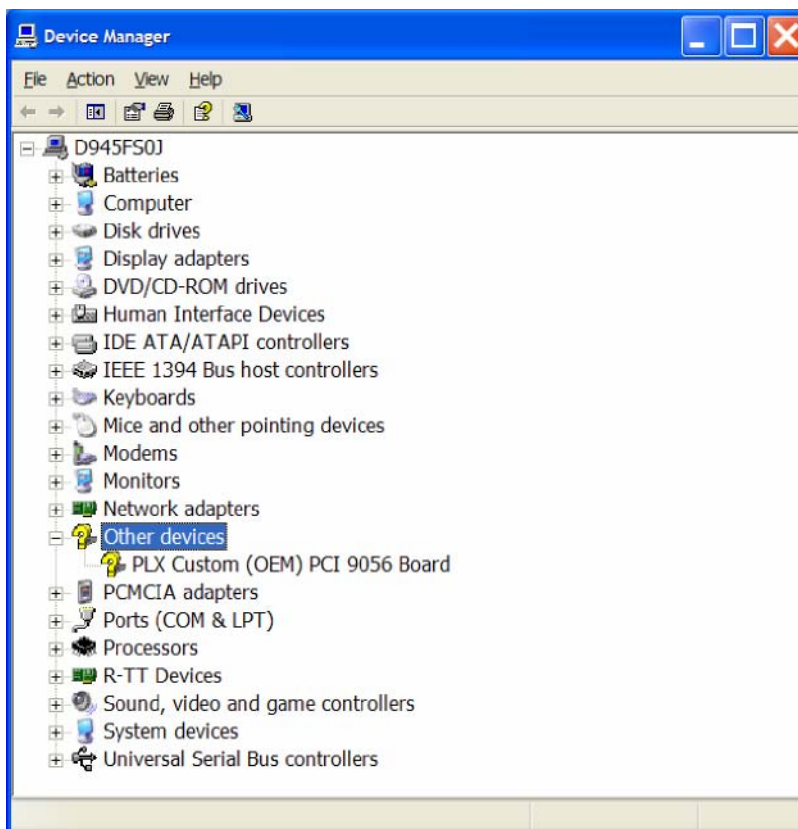 Device Manager
File Action View Help
D945FS0J
Batteries
Computer
Disk drives
Display adapters
DVD/CD-ROM drives
Human Interface Devices
IDE ATA/ATAPI controllers
IEEE 1394 Bus host controllers
Keyboards
Mice and other pointing devices
Modems
Monitors
Network adapters
Other devices
PLX Custom (OEM) PCI 9056 Board
PCMCIA adapters
Ports (COM & LPT)
Processors
R-TT Devices
Sound, video and game controllers
System devices
Universal Serial Bus controllers